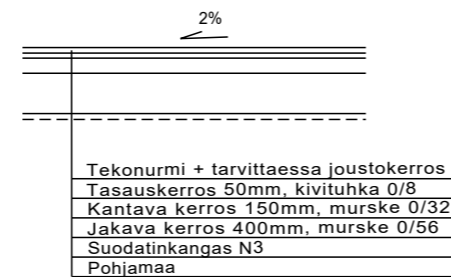 2%
Tekonurmi + tarvittaessa joustokerros
Tasauskerros 50mm, kivituhka 0/8
Kantava kerros 150mm, murske 0/32
Jakava kerros 400mm, murske 0/56
Suodatinkangas N3
Pohjamaa